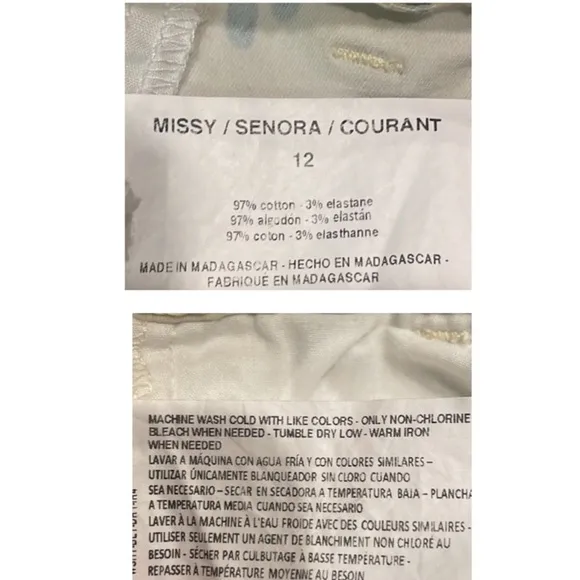 MISSY / SENORA / COURANT
12
97% cotton - 3% elastane
97% algodón - 3% elastán
97% coton - 3% elasthanne
MADE IN MADAGASCAR - HECHO EN MADAGASCAR -
FABRIQUE EN MADAGASCAR
MACHINE WASH COLD WITH LIKE COLORS - ONLY NON-CHLORINE
BLEACH WHEN NEEDED - TUMBLE DRY LOW - WARM IRON
WHEN NEEDED
LAVAR A MÁQUINA CON AGUA FRÍA Y CON COLORES SIMILARES -
UTILIZAR ÚNICAMENTE BLANQUEADOR SIN CLORO CUANDO
SEA NECESARIO - SECAR EN SECADORA A TEMPERATURA BAJA - PLANCHA
A TEMPERATURA MEDIA CUANDO SEA NECESARIO
LAVER À LA MACHINE À L'EAU FROIDE AVEC DES COULEURS SIMILAIRES -
UTILISER SEULEMENT UN AGENT DE BLANCHIMENT NON CHLORÉ AU
BESOIN - SÉCHER PAR CULBUTAGE À BASSE TEMPÉRATURE -
REPASSER À TEMPÉRATURE MOYENNE AU BESOIN